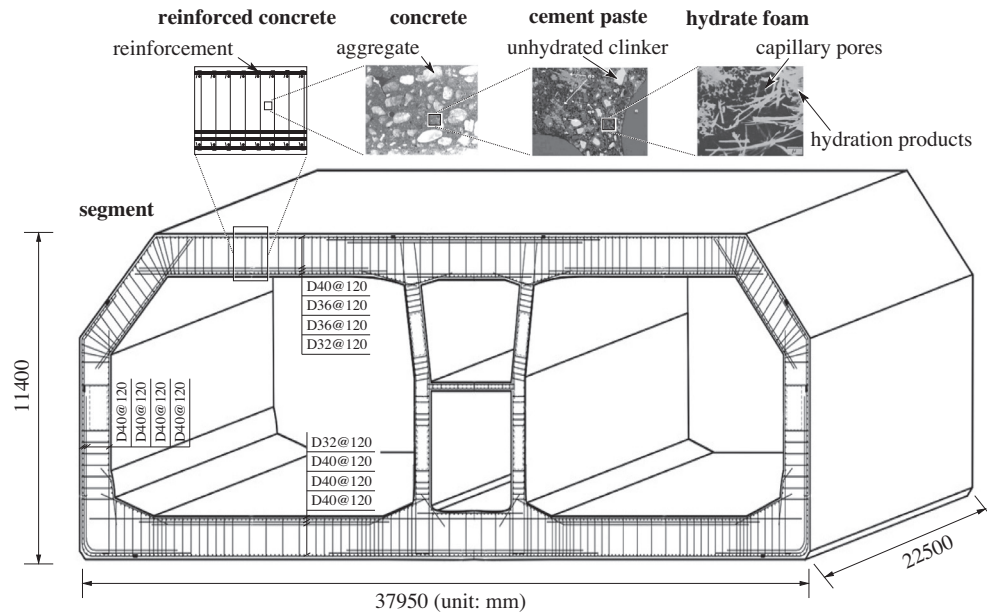 reinforced concrete
concrete
cement paste
hydrate foam
reinforcement
aggregate
unhydrated clinker
capillary pores
hydration products
segment
D40@120
D36@120
D36@120
D32@120
11400
D40@120
D40@120
D40@120
D40@120
D32@120
D40@120
D40@120
D40@120
22500
37950 (unit: mm)